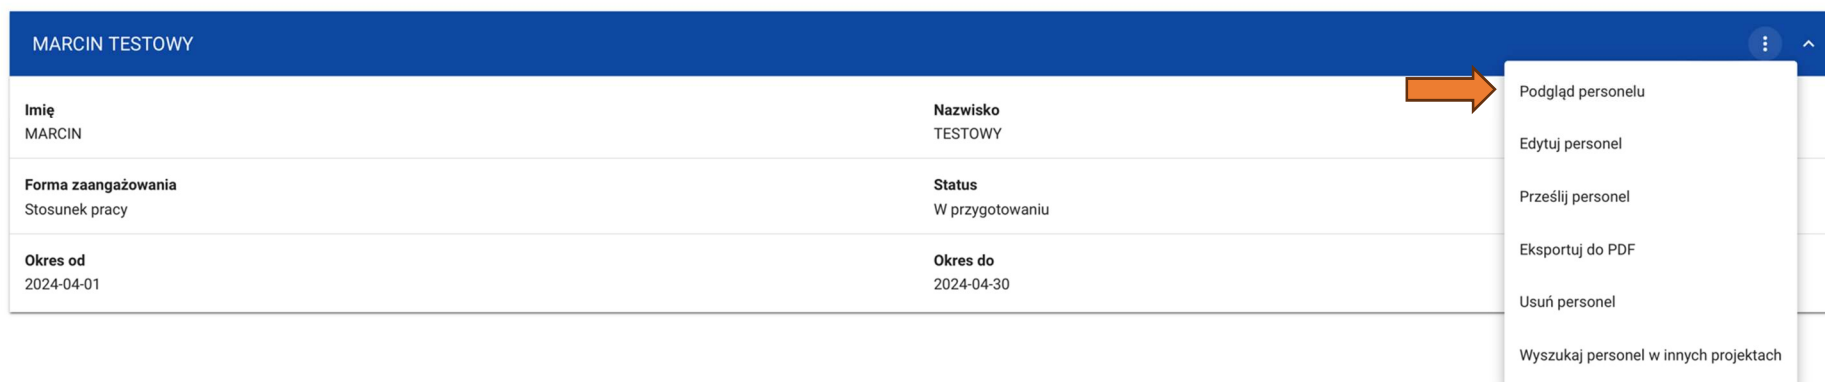 MARCIN TESTOWY
Imię
MARCIN
Nazwisko
TESTOWY
Forma zaangażowania
Stosunek pracy
Status
W przygotowaniu
Okres od
2024-04-01
Okres do
2024-04-30
Podgląd personelu
Edytuj personel
Prześlij personel
Eksportuj do PDF
Usuń personel
Wyszukaj personel w innych projektach